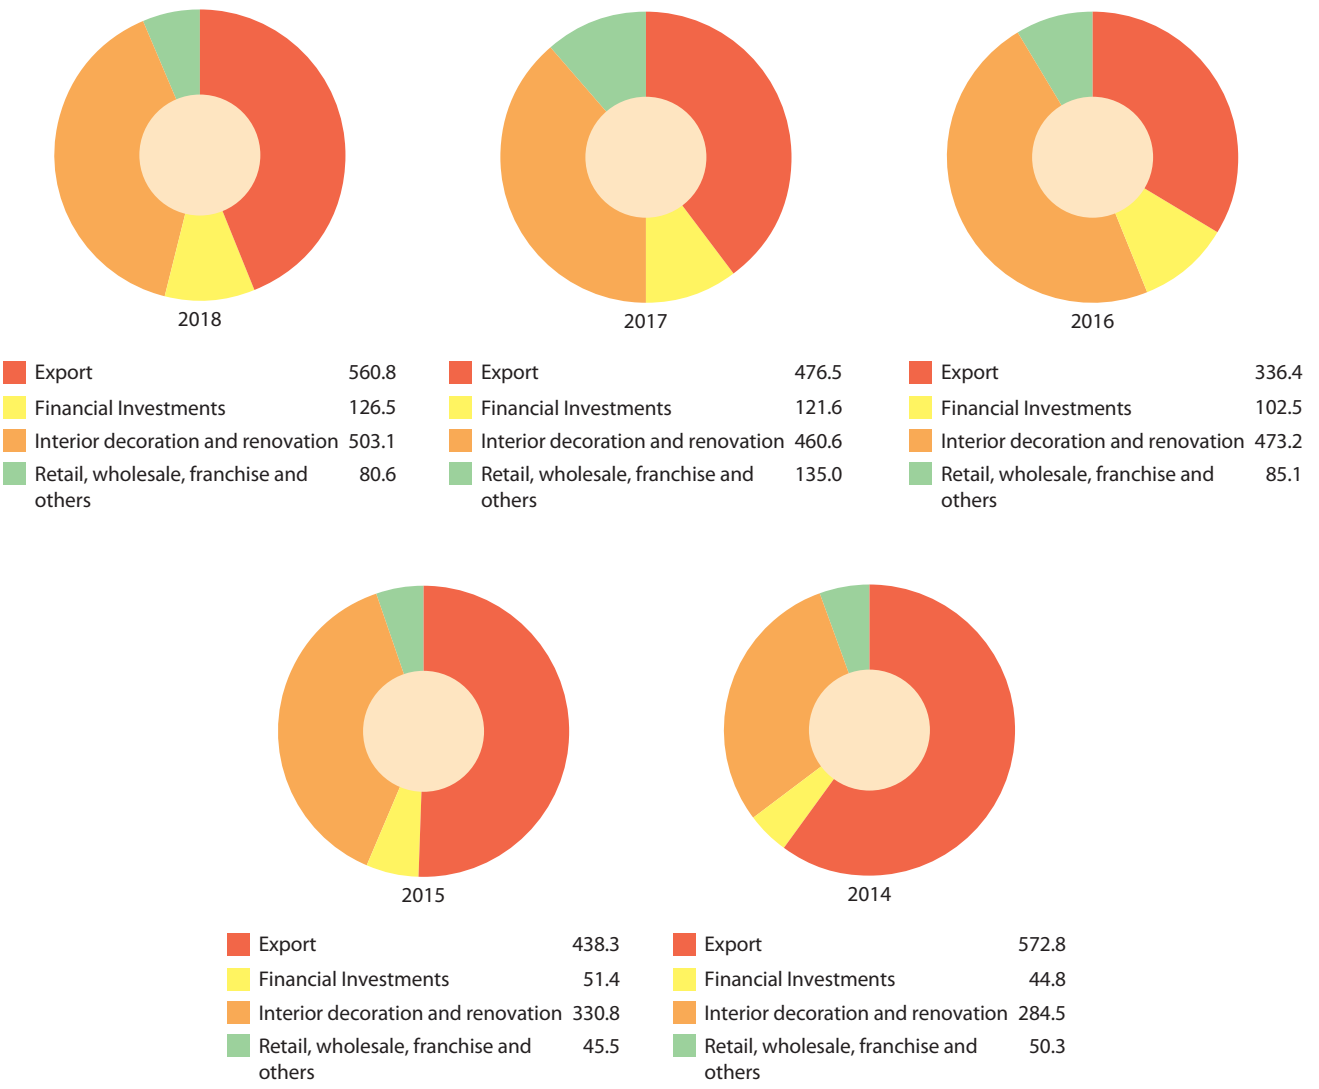 2018
Export 560.8
Financial Investments 126.5
Interior decoration and renovation 503.1
Retail, wholesale, franchise and 80.6
others
2017
Export 476.5
Financial Investments 121.6
Interior decoration and renovation 460.6
Retail, wholesale, franchise and 135.0
others
2016
Export 336.4
Financial Investments 102.5
Interior decoration and renovation 473.2
Retail, wholesale, franchise and 85.1
others
2015
Export 438.3
Financial Investments 51.4
Interior decoration and renovation 330.8
Retail, wholesale, franchise and 45.5
others
2014
Export 572.8
Financial Investments 44.8
Interior decoration and renovation 284.5
Retail, wholesale, franchise and 50.3
others